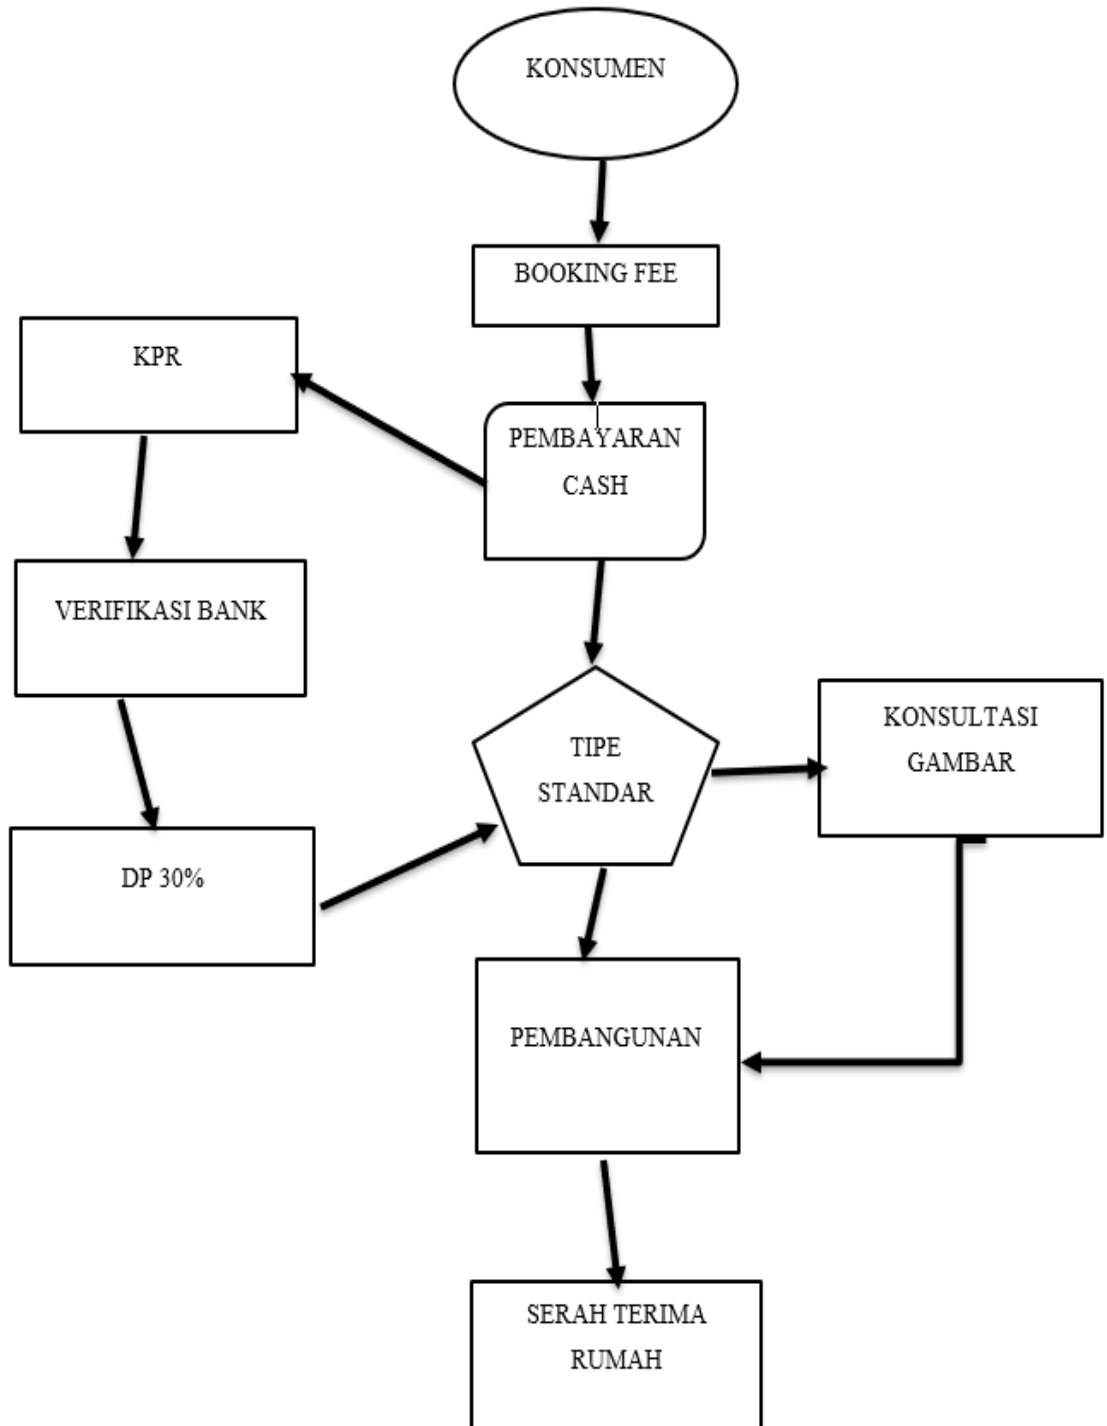 KONSUMEN
BOOKING FEE
KPR
PEMBAYARAN
CASH
VERIFIKASI BANK
TIPE
STANDAR
KONSULTASI
GAMBAR
DP 30%
PEMBANGUNAN
SERAH TERIMA
RUMAH